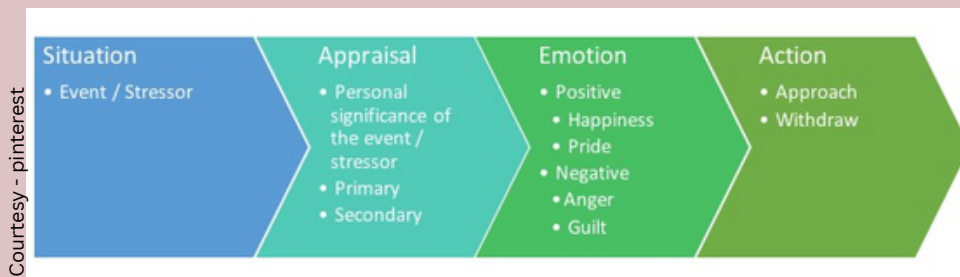 Courtesy - pinterest
Situation
• Event / Stressor
Appraisal
• Personal
significance of
the event /
stressor
• Primary
• Secondary
Emotion
• Positive
• Happiness
• Pride
• Negative
• Anger
• Guilt
Action
• Approach
• Withdraw